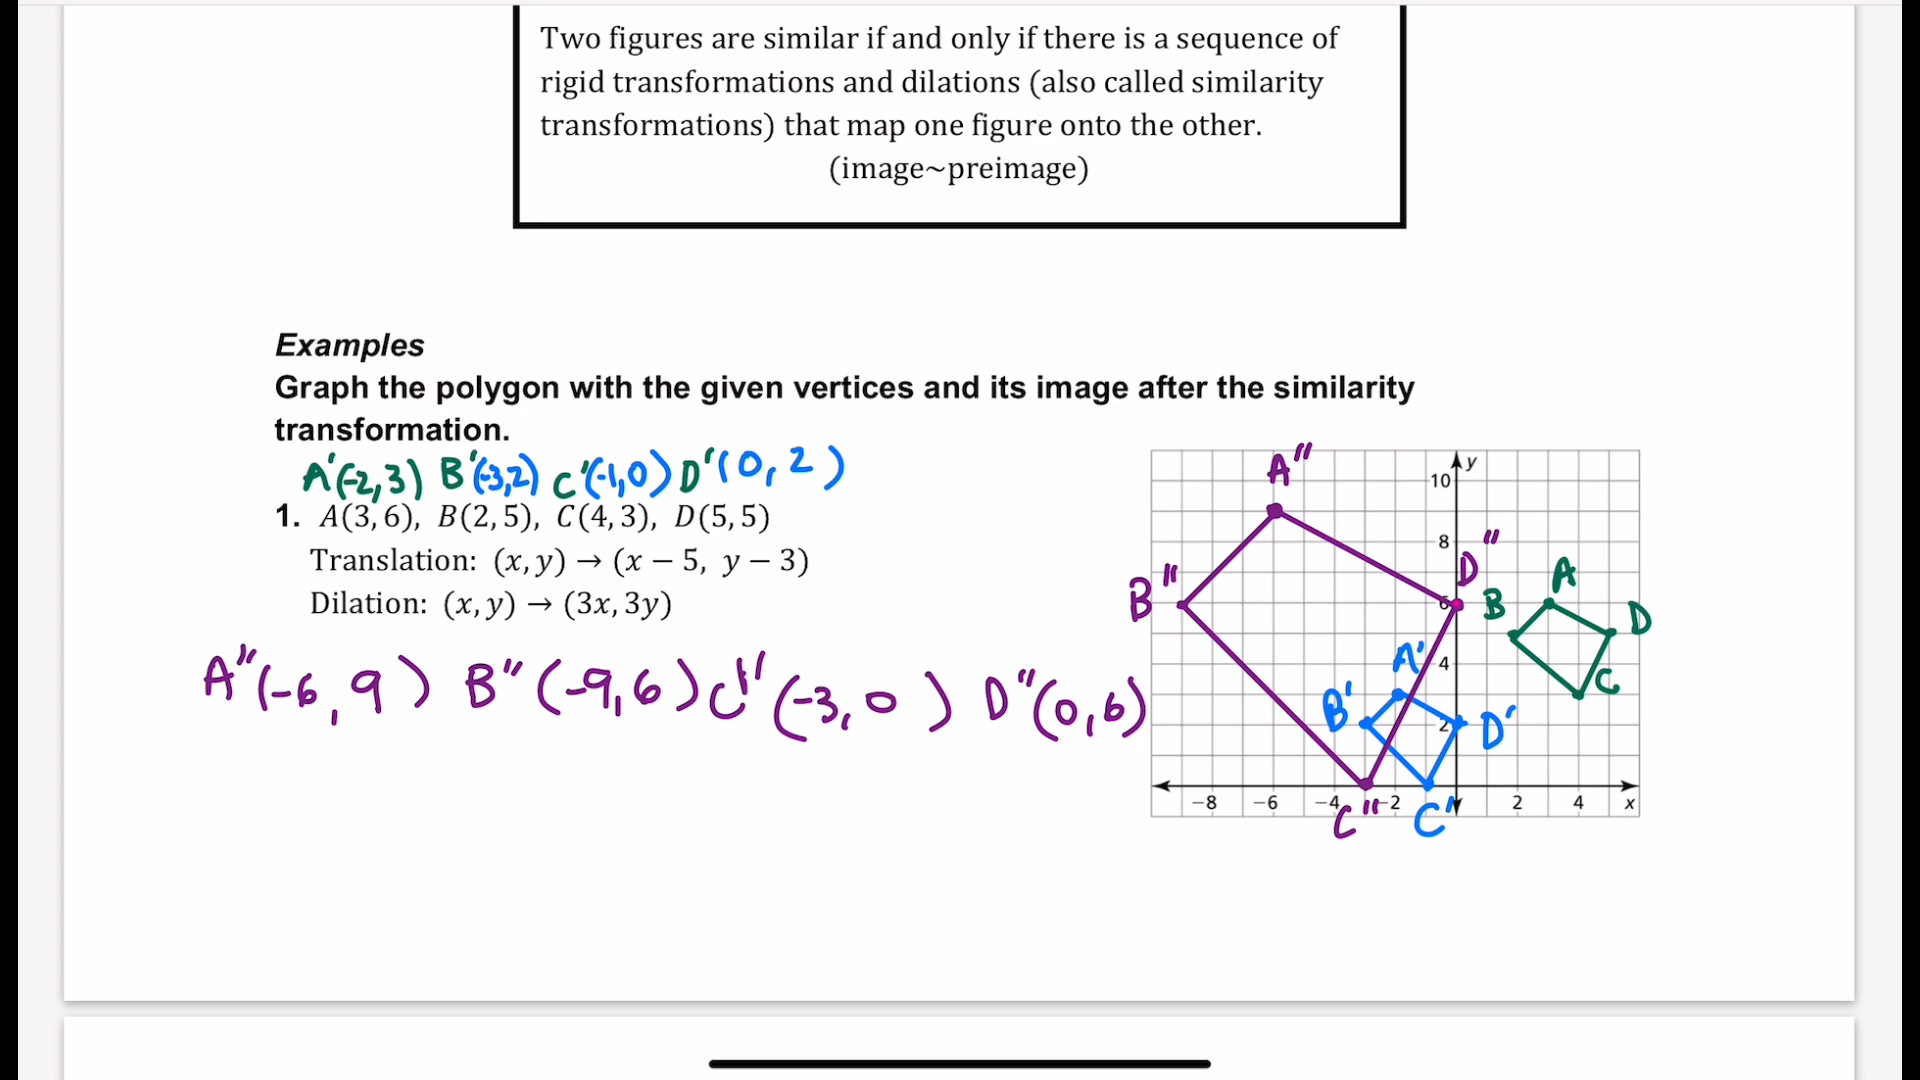 Two figures are similar if and only if there is a sequence of
rigid transformations and dilations (also called similarity
transformations) that map one figure onto the other.
(image~preimage)
Examples
Graph the polygon with the given vertices and its image after the similarity
transformation.
A'(-2,3) B'(-3,2) C'(-1,0) D'(0,2)
1. A(3,6), B(2,5), C(4,3), D(5,5)
Translation: (x,y) → (x – 5, y – 3)
Dilation: (x,y) → (3x,3y)
A"(-6,9) B"(-9,6) C"(-3,0) D"(0,6)
A"
y
10
8
D"
A
B"
6
B
D
A'
4
C
B'
2
D'
−8 −6 −4 −2 2 4 x
C" C'